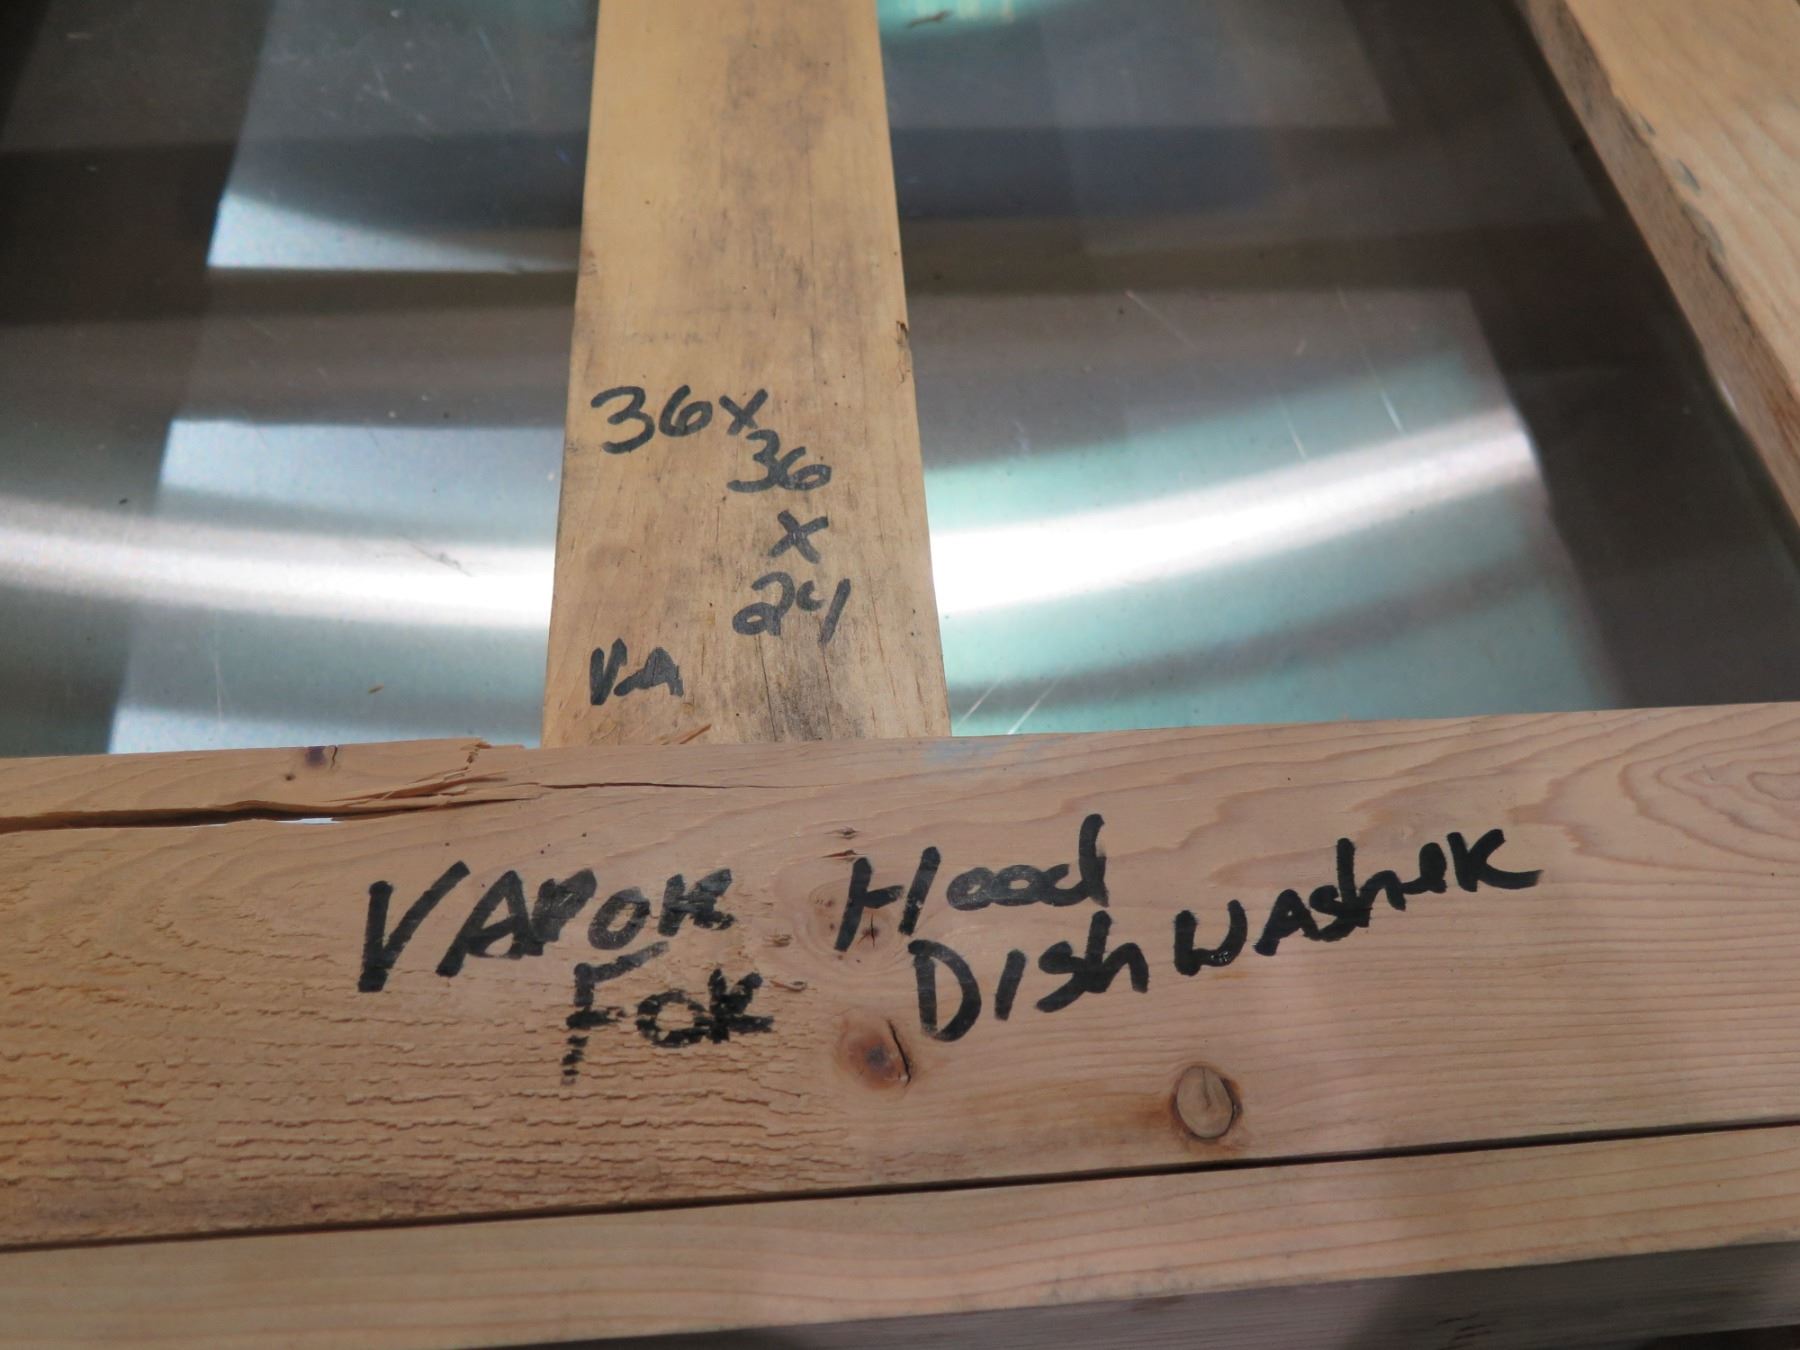 36x
36
x
24
VA
VAPOR Hood
FOR DishwAsher